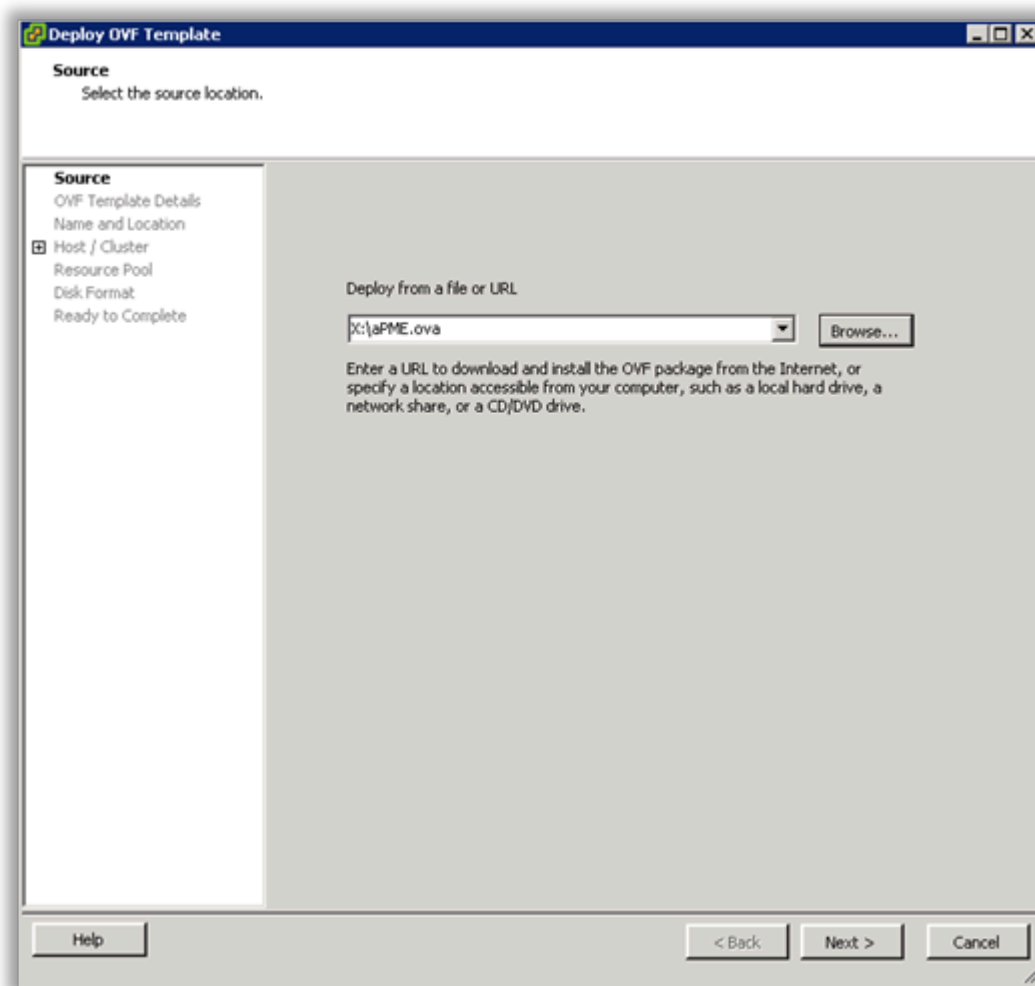 Deploy OVF Template
Source
Select the source location.
Source
OVF Template Details
Name and Location
Host / Cluster
Resource Pool
Disk Format
Ready to Complete
Deploy from a file or URL
X:\aPME.ova
Browse...
Enter a URL to download and install the OVF package from the Internet, or
specify a location accessible from your computer, such as a local hard drive, a
network share, or a CD/DVD drive.
Help
< Back
Next >
Cancel